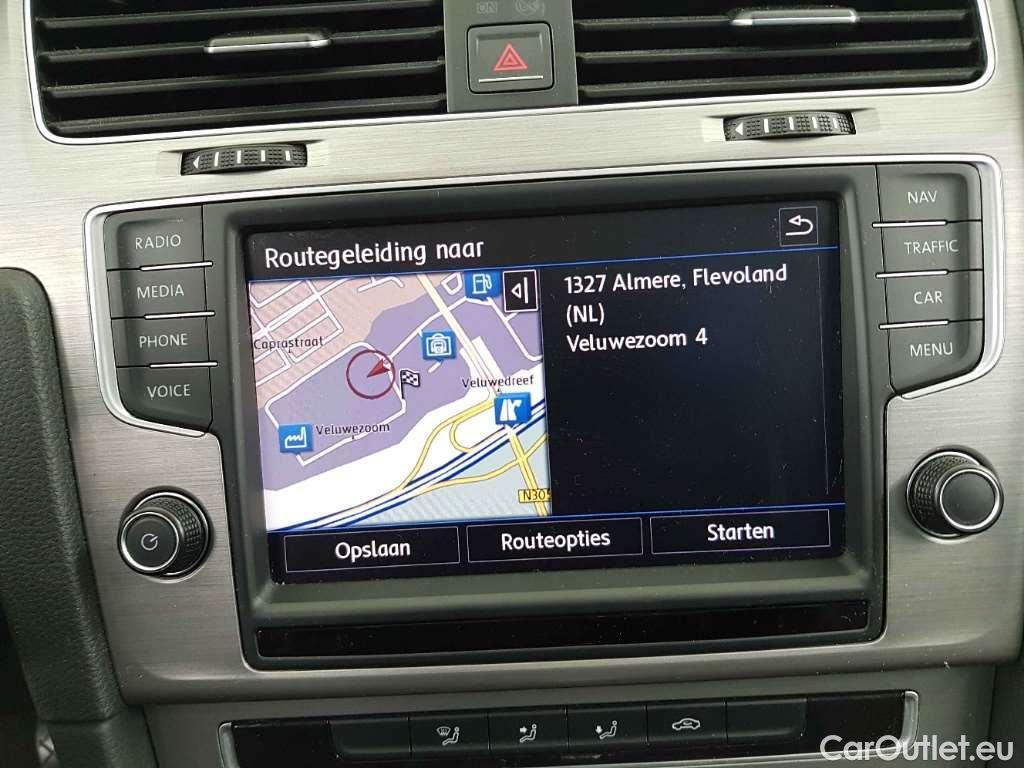 ON
RADIO
MEDIA
PHONE
VOICE
NAV
TRAFFIC
CAR
MENU
Routegeleiding naar
1327 Almere, Flevoland
(NL)
Veluwezoom 4
Caprastraat
Veluwedreef
Veluwezoom
N305
Opslaan
Routeopties
Starten
CarOutlet.eu